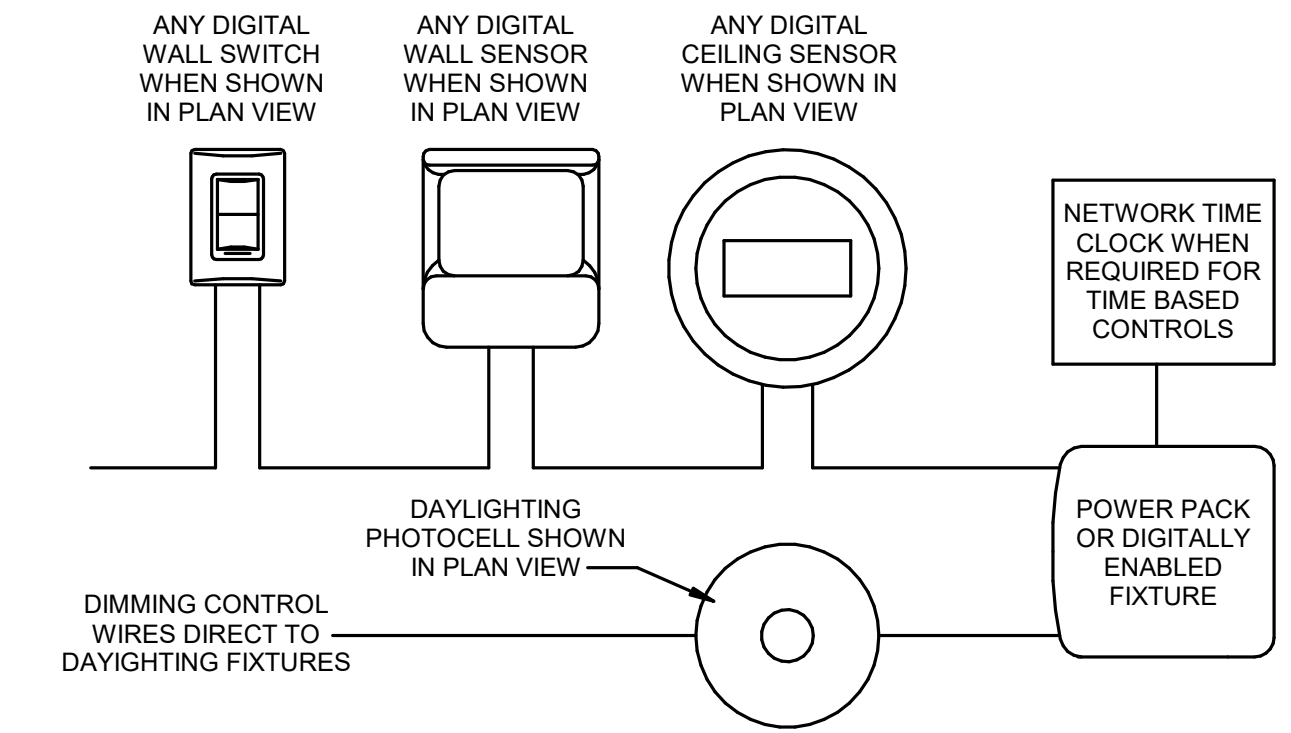 ANY DIGITAL
WALL SWITCH
WHEN SHOWN
IN PLAN VIEW
ANY DIGITAL
WALL SENSOR
WHEN SHOWN
IN PLAN VIEW
ANY DIGITAL
CEILING SENSOR
WHEN SHOWN IN
PLAN VIEW
NETWORK TIME
CLOCK WHEN
REQUIRED FOR
TIME BASED
CONTROLS
DAYLIGHTING
PHOTOCELL SHOWN
IN PLAN VIEW
POWER PACK
OR DIGITALLY
ENABLED
FIXTURE
DIMMING CONTROL
WIRES DIRECT TO
DAYIGHTING FIXTURES